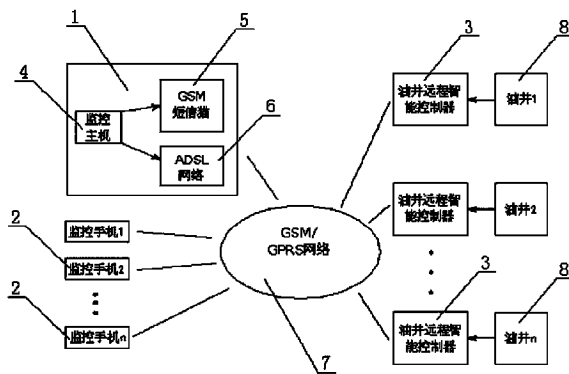 1
5
4
GSM
短信猫
监控
主机
6
ADSL
网络
2
监控手机1
监控手机2
2
监控手机n
GSM/
GPRS网络
7
3
8
油井远程智
能控制器
油井1
油井远程智
能控制器
油井2
3
8
油井远程智
能控制器
油井n